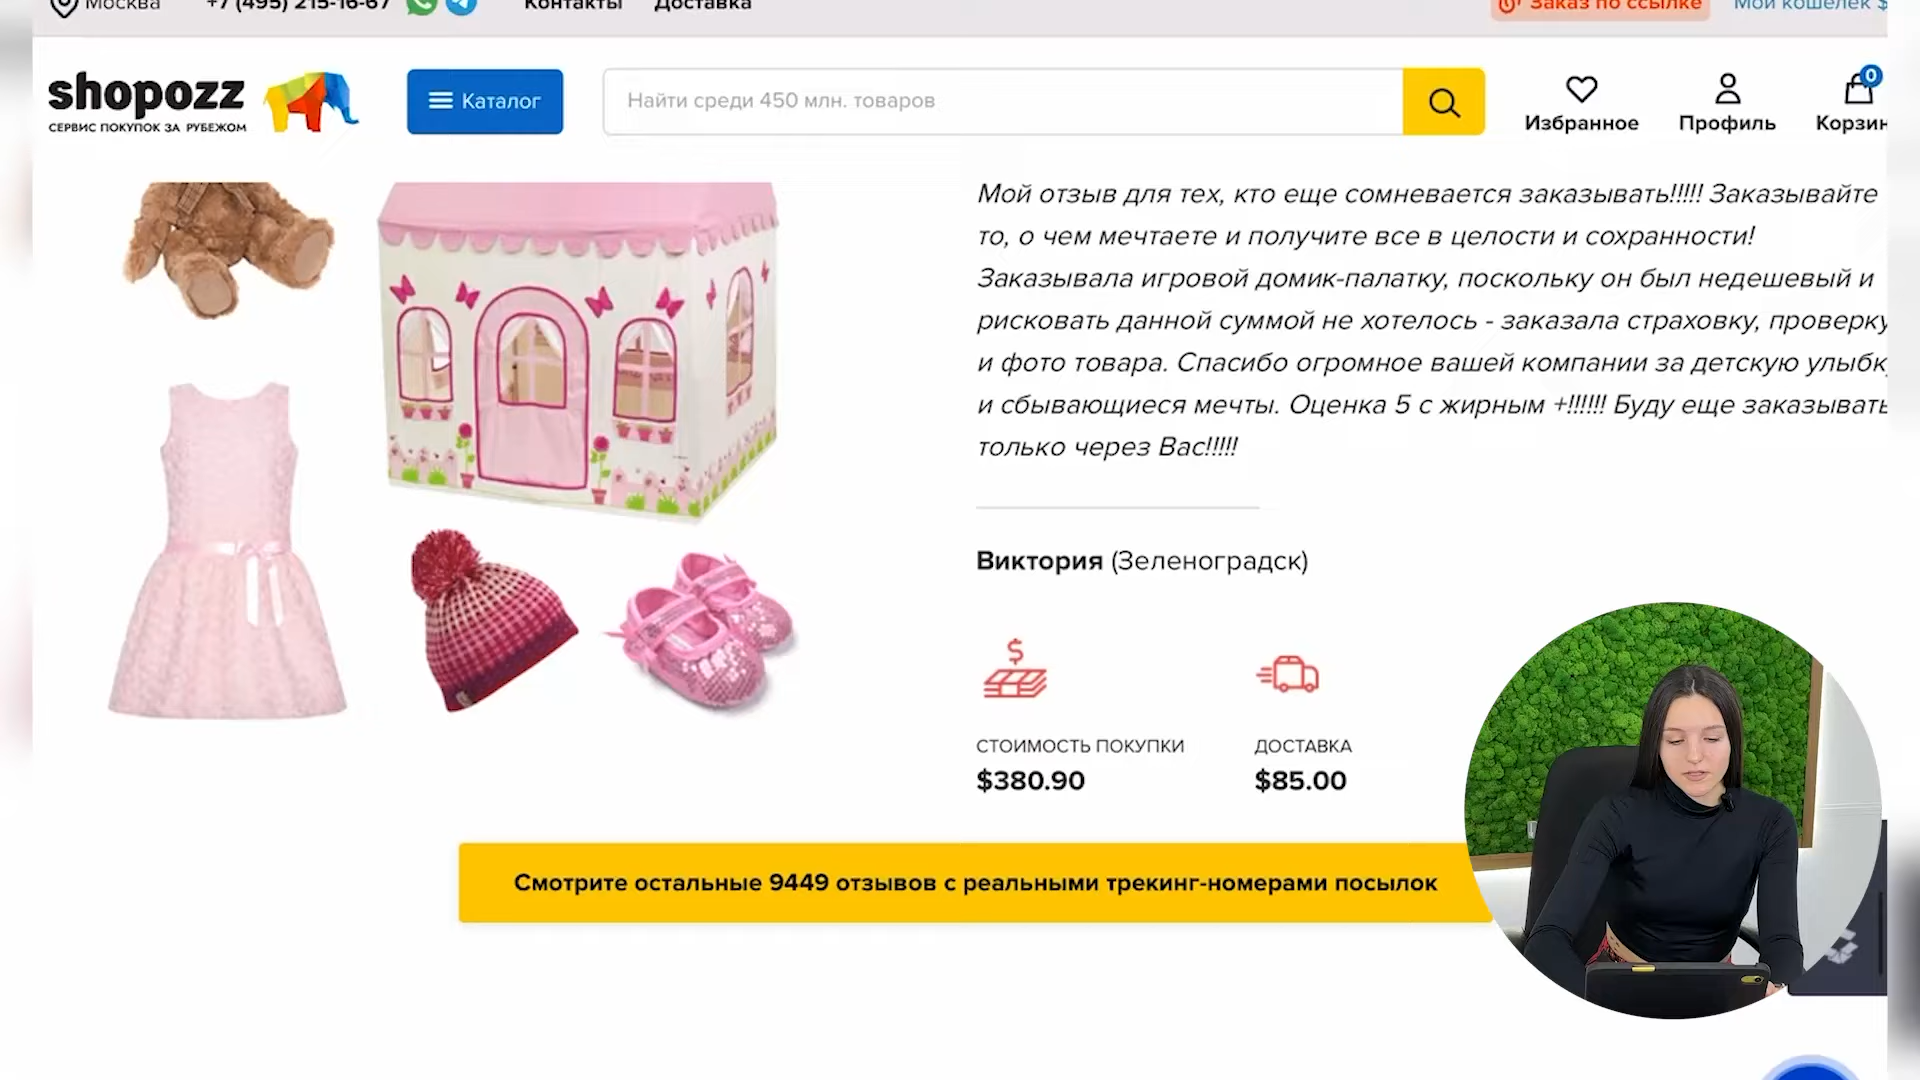 Москва
+7 (495) 215-16-67
Контакты
Доставка
Заказ по ссылке
Мой кошелек $
shopozz
СЕРВИС ПОКУПОК ЗА РУБЕЖОМ
Каталог
Найти среди 450 млн. товаров
Избранное
Профиль
0
Корзин
Мой отзыв для тех, кто еще сомневается заказывать!!!!! Заказывайте
то, о чем мечтаете и получите все в целости и сохранности!
Заказывала игровой домик-палатку, поскольку он был недешевый и
рисковать данной суммой не хотелось - заказала страховку, проверку
и фото товара. Спасибо огромное вашей компании за детскую улыбк
и сбывающиеся мечты. Оценка 5 с жирным +!!!!!! Буду еще заказывать
только через Вас!!!!!
Виктория (Зеленоградск)
СТОИМОСТЬ ПОКУПКИ
$380.90
ДОСТАВКА
$85.00
Смотрите остальные 9449 отзывов с реальными трекинг-номерами посылок